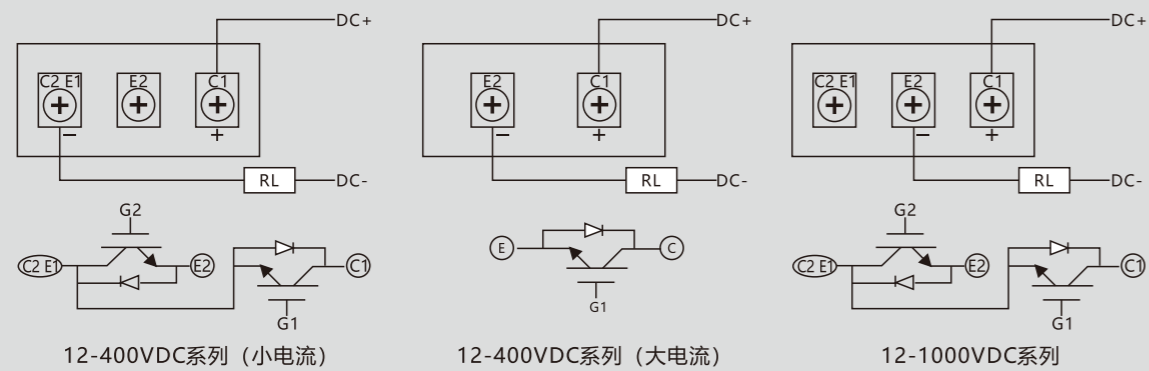 DC+
C2 E1 E2 C1
− +
RL DC-
G2
C2 E1 E2 C1
G1
12-400VDC系列（小电流）
DC+
E2 C1
− +
RL DC-
E C
G1
12-400VDC系列（大电流）
DC+
C2 E1 E2 C1
− +
RL DC-
G2
C2 E1 E2 C1
G1
12-1000VDC系列